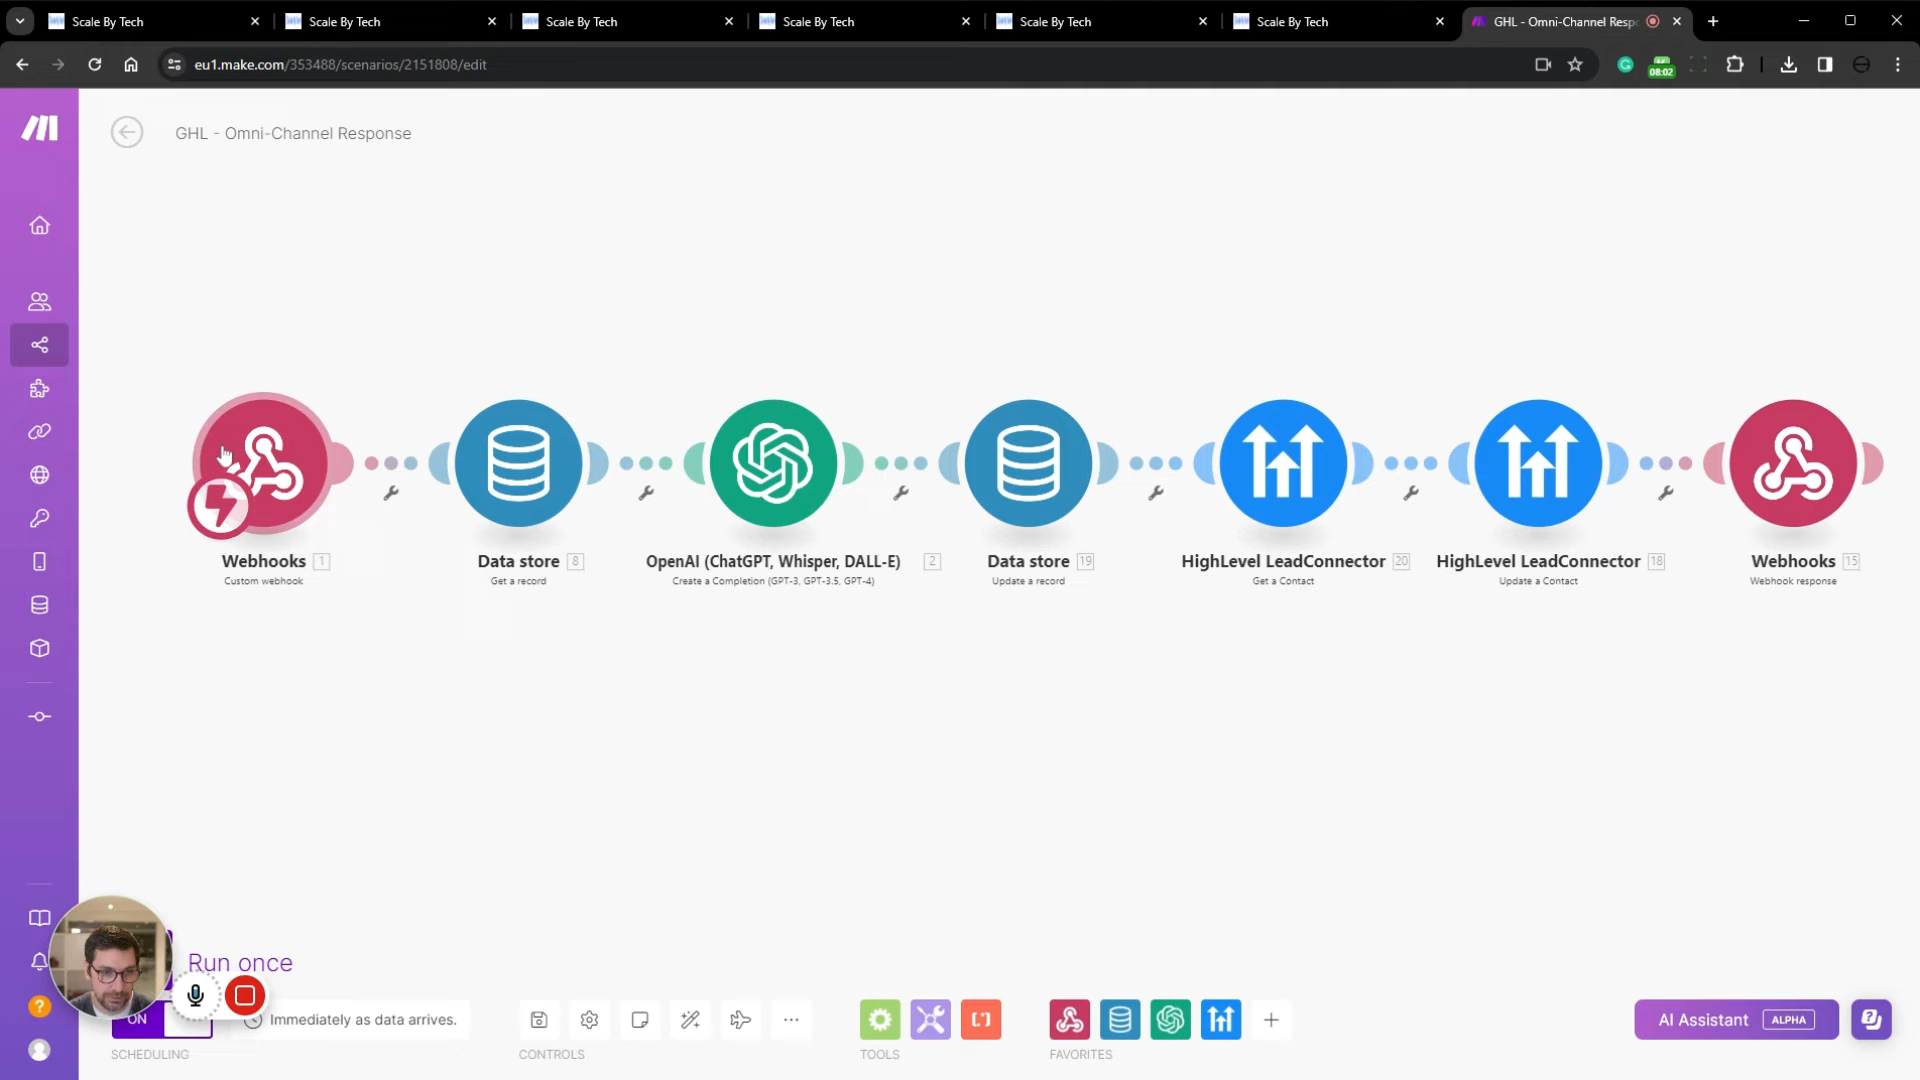 Scale By Tech
Scale By Tech
Scale By Tech
Scale By Tech
Scale By Tech
Scale By Tech
GHL - Omni-Channel Resp
eu1.make.com/353488/scenarios/2151808/edit
08:02
GHL - Omni-Channel Response
Webhooks 1
Custom webhook
Data store 8
Get a record
OpenAI (ChatGPT, Whisper, DALL-E) 2
Create a Completion (GPT-3, GPT-3.5, GPT-4)
Data store 19
Update a record
HighLevel LeadConnector 20
Get a Contact
HighLevel LeadConnector 18
Update a Contact
Webhooks 15
Webhook response
Run once
ON
Immediately as data arrives.
SCHEDULING
CONTROLS
TOOLS
FAVORITES
AI Assistant ALPHA